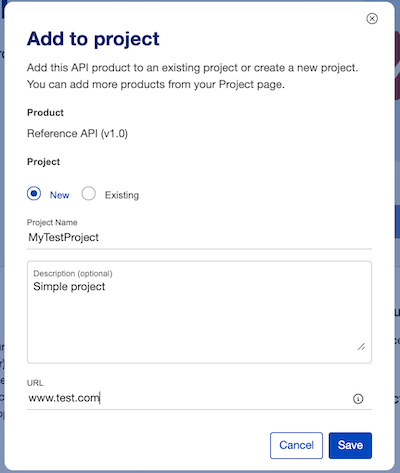 Add to project
Add this API product to an existing project or create a new project.
You can add more products from your Project page.
Product
Reference API (v1.0)
Project
New
Existing
Project Name
MyTestProject
Description (optional)
Simple project
URL
www.test.com
Cancel
Save